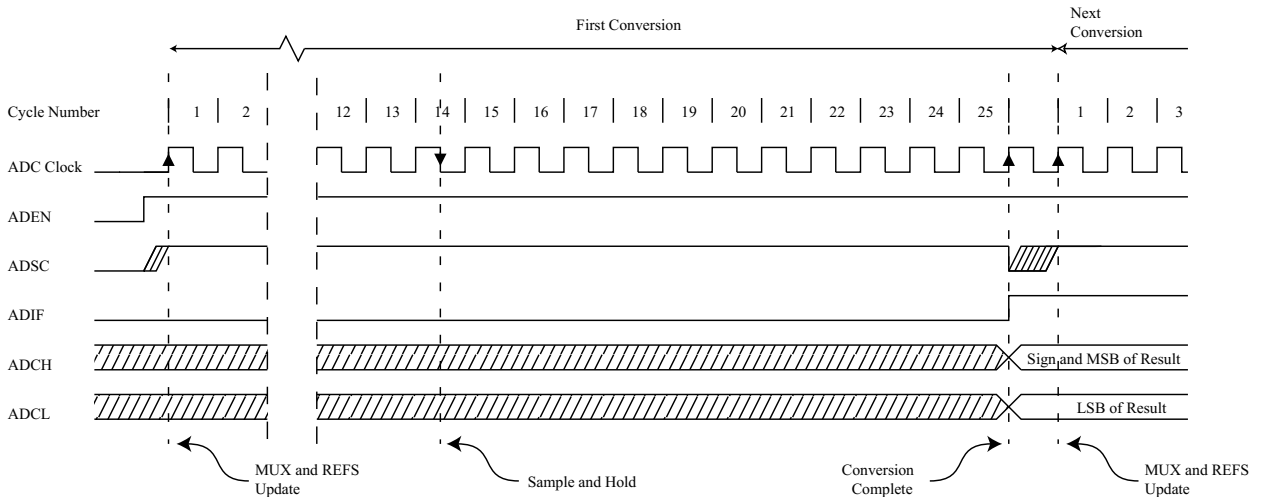 First Conversion
Next
Conversion
Cycle Number 1 2 12 13 14 15 16 17 18 19 20 21 22 23 24 25 1 2 3
ADC Clock
ADEN
ADSC
ADIF
ADCH Sign and MSB of Result
ADCL LSB of Result
MUX and REFS
Update
Sample and Hold
Conversion
Complete
MUX and REFS
Update